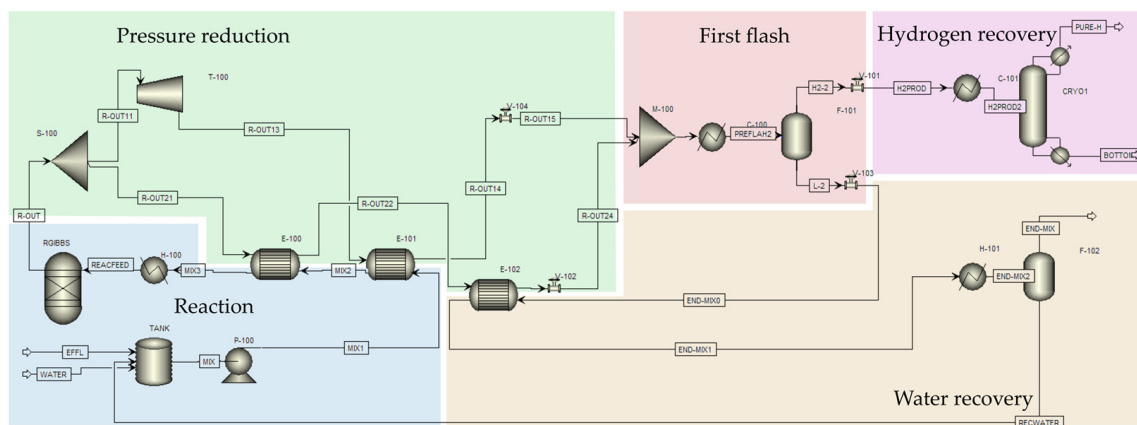 Pressure reduction
First flash
Hydrogen recovery
PURE-H
T-100
C-101
V-101
CRYO1
R-OUT11
H2-2
H2PROD
V-104
M-100
F-101
H2PROD2
S-100
R-OUT13
R-OUT15
C-100
PREFLAH2
BOTTOI
R-OUT14
L-2
V-103
R-OUT21
R-OUT22
R-OUT
R-OUT24
END-MIX
RGIBBS
H-100
E-100
E-101
H-101
F-102
REACFEED
MIX3
MIX2
E-102
V-102
END-MIX2
Reaction
END-MIX0
TANK
P-100
MIX1
END-MIX1
EFFL
MIX
WATER
Water recovery
RECWATER